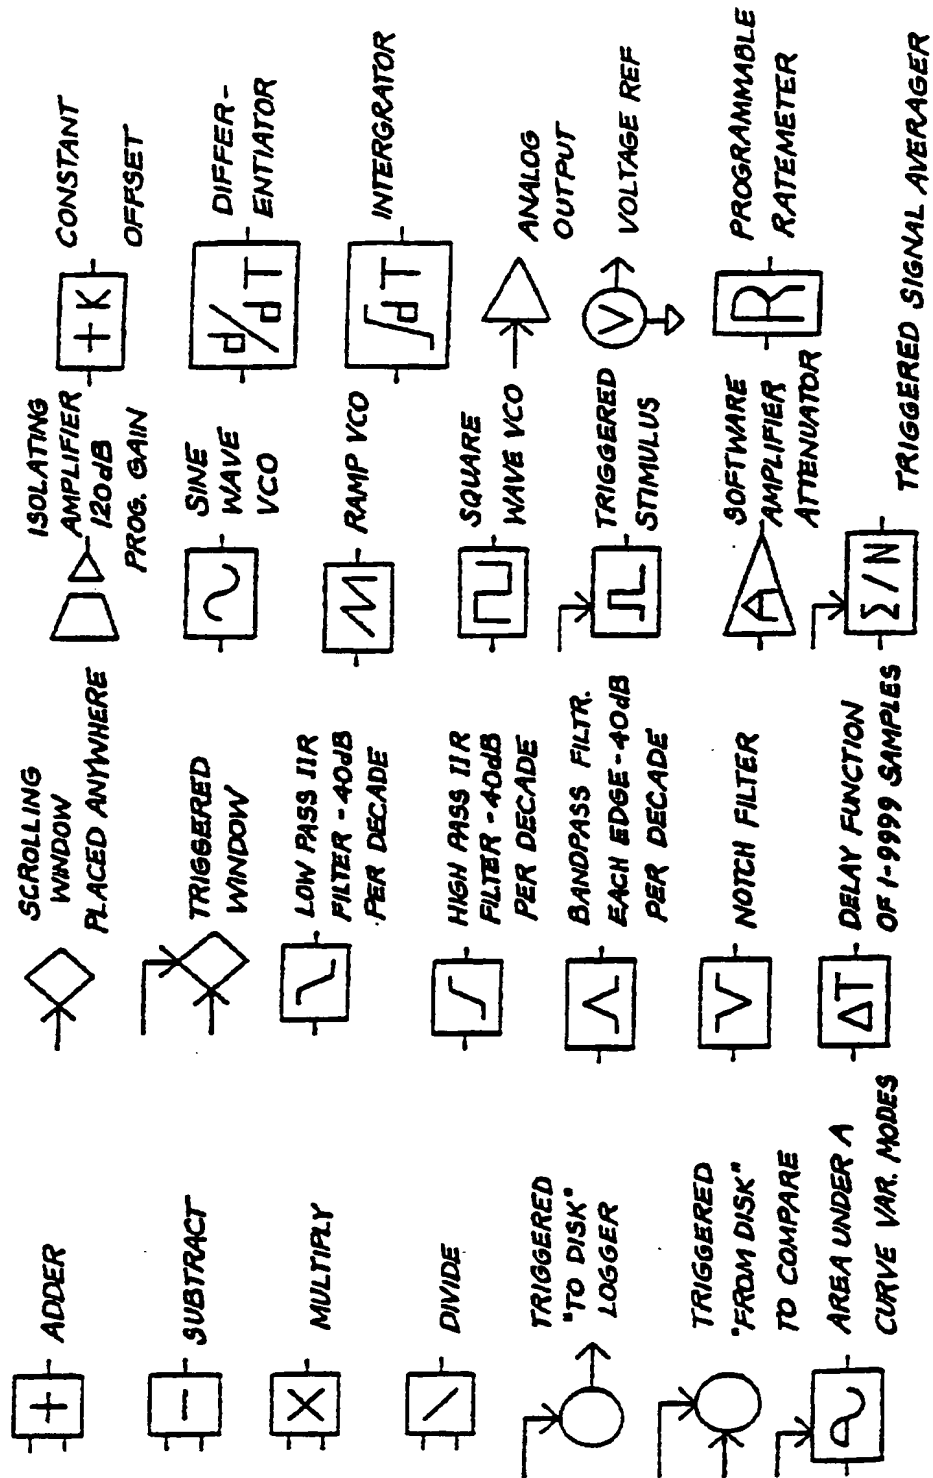 + ADDER
− SUBTRACT
× MULTIPLY
\ DIVIDE
TRIGGERED
"TO DISK"
LOGGER
TRIGGERED
"FROM DISK"
TO COMPARE
AREA UNDER A
CURVE VAR. MODES
SCROLLING
WINDOW
PLACED ANYWHERE
TRIGGERED
WINDOW
LOW PASS IIR
FILTER -40dB
PER DECADE
HIGH PASS IIR
FILTER -40dB
PER DECADE
BANDPASS FILTR.
EACH EDGE -40dB
PER DECADE
NOTCH FILTER
ΔT
DELAY FUNCTION
OF 1-9999 SAMPLES
ISOLATING
AMPLIFIER
120dB
PROG. GAIN
SINE
WAVE
VCO
RAMP VCO
SQUARE
WAVE VCO
TRIGGERED
STIMULUS
A
SOFTWARE
AMPLIFIER
ATTENUATOR
Σ/N
TRIGGERED SIGNAL AVERAGER
+K
CONSTANT
OFFSET
d/dT
DIFFER-
ENTIATOR
∫dT
INTERGRATOR
ANALOG
OUTPUT
V
VOLTAGE REF
R
PROGRAMMABLE
RATEMETER